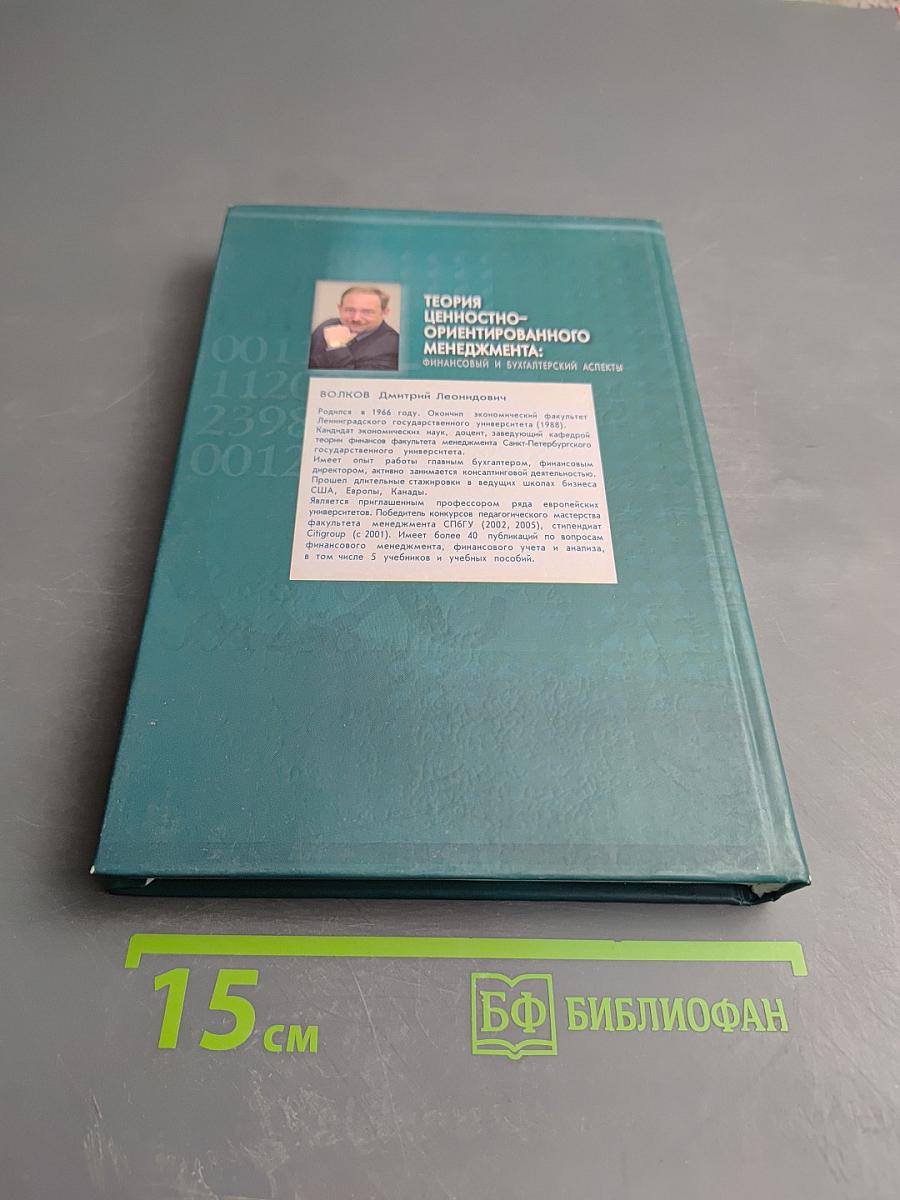 ТЕОРИЯ
ЦЕННОСТНО-
ОРИЕНТИРОВАННОГО
МЕНЕДЖМЕНТА:
ФИНАНСОВЫЙ И БУХГАЛТЕРСКИЙ АСПЕКТЫ
001
1120
2398
0012
ВОЛКОВ Дмитрий Леонидович
Родился в 1966 году. Окончил экономический факультет
Ленинградского государственного университета (1988).
Кандидат экономических наук, доцент, заведующий кафедрой
теории финансов факультета менеджмента Санкт-Петербургского
государственного университета.
Имеет опыт работы главным бухгалтером, финансовым
директором, активно занимается консалтинговой деятельностью.
Прошел длительные стажировки в ведущих школах бизнеса
США, Европы, Канады.
Является приглашенным профессором ряда европейских
университетов. Победитель конкурсов педагогического мастерства
факультета менеджмента СПбГУ (2002, 2005), стипендиат
Citigroup (с 2001). Имеет более 40 публикаций по вопросам
финансового менеджмента, финансового учета и анализа,
в том числе 5 учебников и учебных пособий.
15 см
БФ БИБЛИОФАН